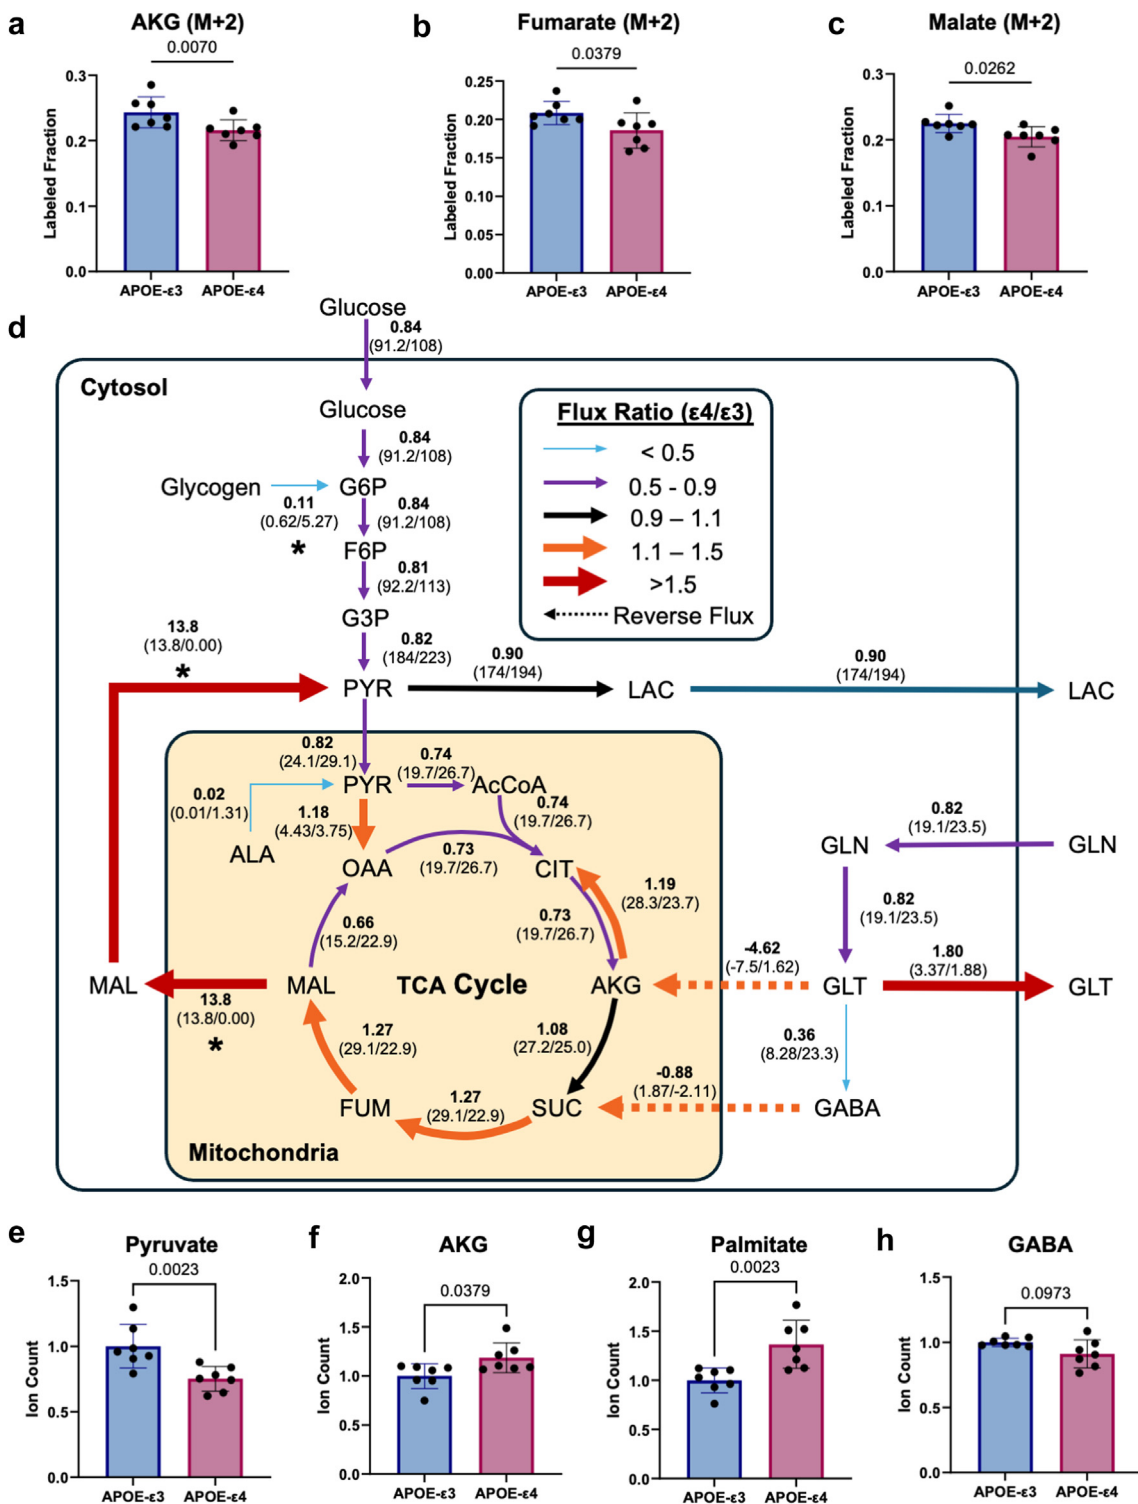 a
AKG (M+2)
0.0070
Labeled Fraction
0.3
0.2
0.1
0.0
APOE-ε3
APOE-ε4
b
Fumarate (M+2)
0.0379
Labeled Fraction
0.25
0.20
0.15
0.10
0.05
0.00
APOE-ε3
APOE-ε4
c
Malate (M+2)
0.0262
Labeled Fraction
0.3
0.2
0.1
0.0
APOE-ε3
APOE-ε4
d
Glucose
0.84
(91.2/108)
Cytosol
Glucose
0.84
(91.2/108)
Glycogen
0.11
(0.62/5.27)
*
G6P
0.84
(91.2/108)
F6P
0.81
(92.2/113)
G3P
0.82
(184/223)
Flux Ratio (ε4/ε3)
< 0.5
0.5 - 0.9
0.9 – 1.1
1.1 – 1.5
>1.5
Reverse Flux
13.8
(13.8/0.00)
*
PYR
0.90
(174/194)
LAC
0.90
(174/194)
LAC
0.82
(24.1/29.1)
PYR
0.74
(19.7/26.7)
AcCoA
0.02
(0.01/1.31)
ALA
1.18
(4.43/3.75)
0.74
(19.7/26.7)
OAA
0.73
(19.7/26.7)
CIT
1.19
(28.3/23.7)
0.82
(19.1/23.5)
GLN
GLN
0.82
(19.1/23.5)
0.66
(15.2/22.9)
0.73
(19.7/26.7)
MAL
13.8
(13.8/0.00)
*
MAL
TCA Cycle
AKG
-4.62
(-7.5/1.62)
GLT
1.80
(3.37/1.88)
GLT
1.27
(29.1/22.9)
1.08
(27.2/25.0)
0.36
(8.28/23.3)
FUM
1.27
(29.1/22.9)
SUC
-0.88
(1.87/-2.11)
GABA
Mitochondria
e
Pyruvate
0.0023
Ion Count
1.5
1.0
0.5
0.0
APOE-ε3
APOE-ε4
f
AKG
0.0379
Ion Count
2.0
1.5
1.0
0.5
0.0
APOE-ε3
APOE-ε4
g
Palmitate
0.0023
Ion Count
2.0
1.5
1.0
0.5
0.0
APOE-ε3
APOE-ε4
h
GABA
0.0973
Ion Count
1.5
1.0
0.5
0.0
APOE-ε3
APOE-ε4